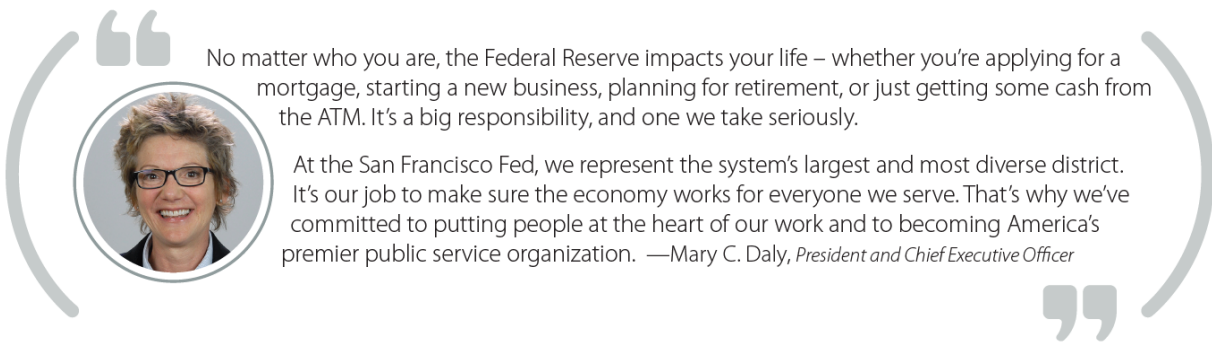 No matter who you are, the Federal Reserve impacts your life – whether you’re applying for a
mortgage, starting a new business, planning for retirement, or just getting some cash from
the ATM. It’s a big responsibility, and one we take seriously.
At the San Francisco Fed, we represent the system’s largest and most diverse district.
It’s our job to make sure the economy works for everyone we serve. That’s why we’ve
committed to putting people at the heart of our work and to becoming America’s
premier public service organization. —Mary C. Daly, President and Chief Executive Officer